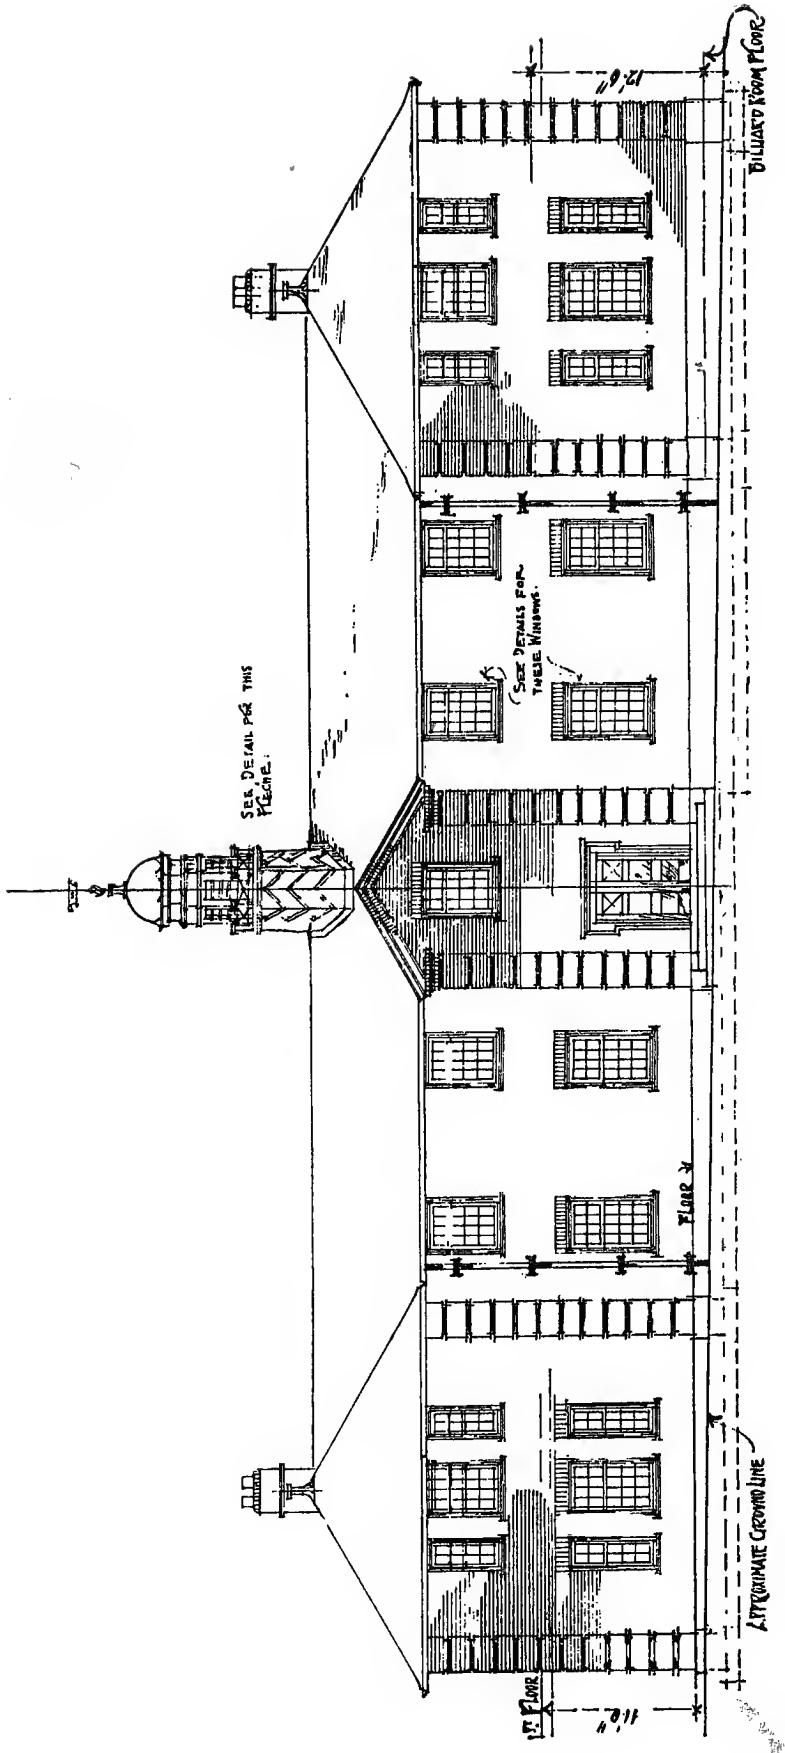 SEE DETAIL FOR THIS
FLECHE.
SEE DETAILS FOR
THESE WINDOWS.
12'.6"
BILLIARD ROOM FLOOR.
FLOOR
1ST FLOOR
11'.0"
APPROXIMATE GROUND LINE